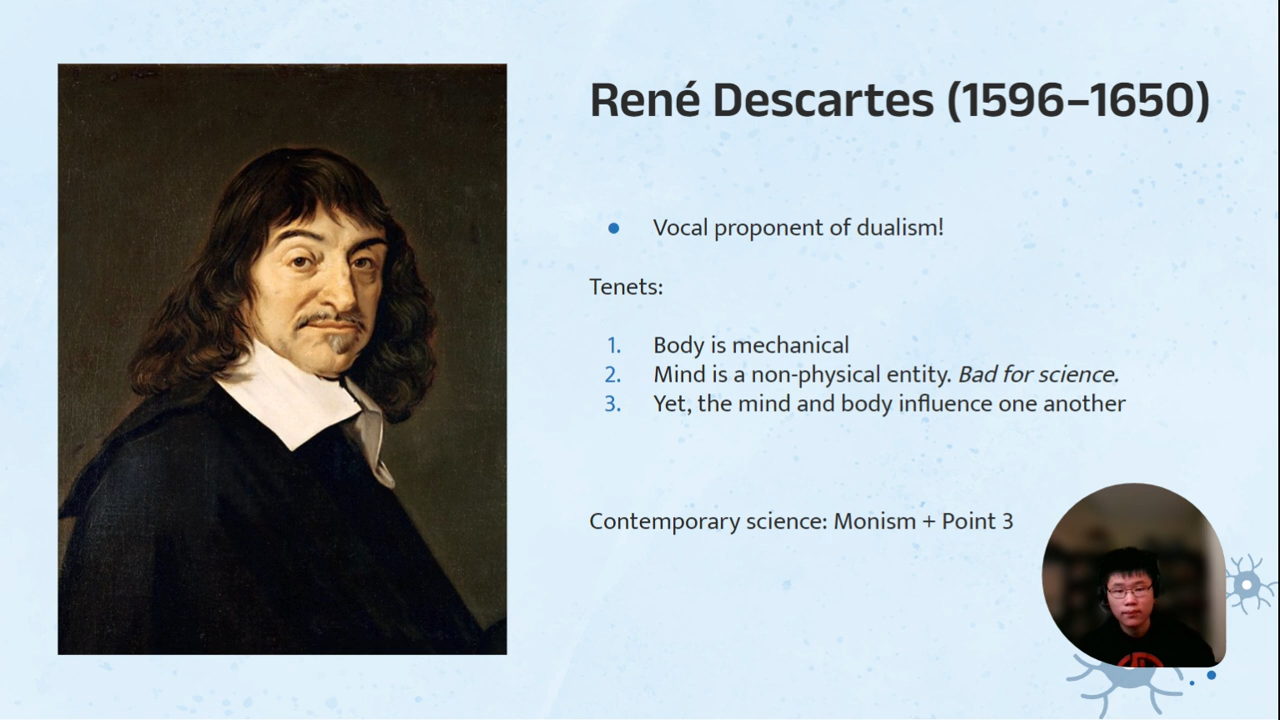 René Descartes (1596–1650)
● Vocal proponent of dualism!
Tenets:
1. Body is mechanical
2. Mind is a non-physical entity. Bad for science.
3. Yet, the mind and body influence one another
Contemporary science: Monism + Point 3